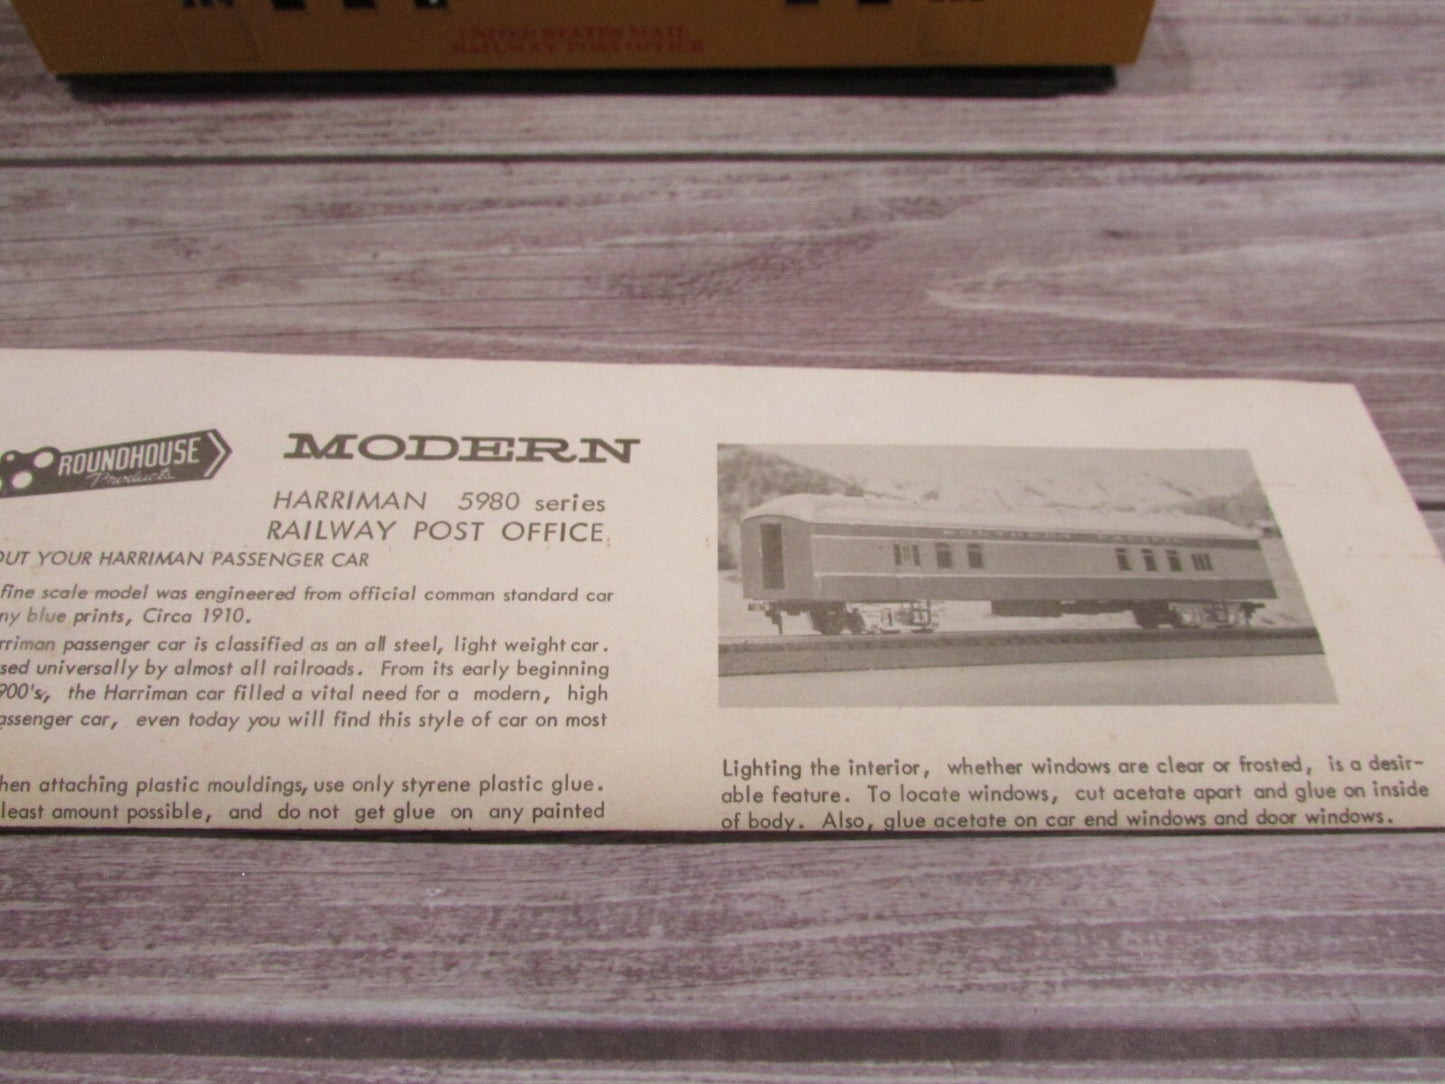 UNITED STATES MAIL
RAILWAY POST OFFICE
ROUNDHOUSE
Products
MODERN
HARRIMAN 5980 series
RAILWAY POST OFFICE
OUT YOUR HARRIMAN PASSENGER CAR
fine scale model was engineered from official comman standard car
ny blue prints, Circa 1910.
rriman passenger car is classified as an all steel, light weight car.
sed universally by almost all railroads. From its early beginning
900's, the Harriman car filled a vital need for a modern, high
assenger car, even today you will find this style of car on most
hen attaching plastic mouldings, use only styrene plastic glue.
least amount possible, and do not get glue on any painted
SOUTHERN PACIFIC
Lighting the interior, whether windows are clear or frosted, is a desir-
able feature. To locate windows, cut acetate apart and glue on inside
of body. Also, glue acetate on car end windows and door windows.